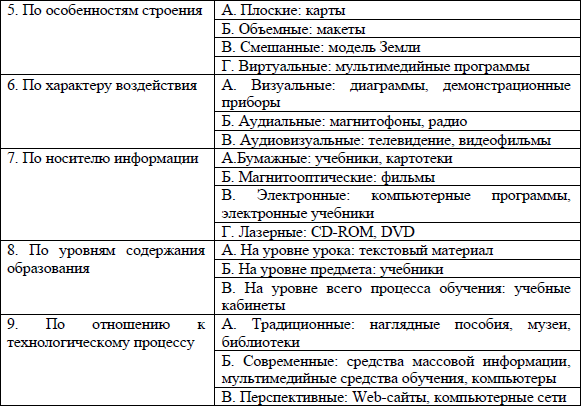 5. По особенностям строения
А. Плоские: карты
Б. Объемные: макеты
В. Смешанные: модель Земли
Г. Виртуальные: мультимедийные программы
6. По характеру воздействия
А. Визуальные: диаграммы, демонстрационные
приборы
Б. Аудиальные: магнитофоны, радио
В. Аудиовизуальные: телевидение, видеофильмы
7. По носителю информации
А.Бумажные: учебники, картотеки
Б. Магнитооптические: фильмы
В. Электронные: компьютерные программы,
электронные учебники
Г. Лазерные: CD-ROM, DVD
8. По уровням содержания
образования
А. На уровне урока: текстовый материал
Б. На уровне предмета: учебники
В. На уровне всего процесса обучения: учебные
кабинеты
9. По отношению к
технологическому процессу
А. Традиционные: наглядные пособия, музеи,
библиотеки
Б. Современные: средства массовой информации,
мультимедийные средства обучения, компьютеры
В. Перспективные: Web-сайты, компьютерные сети